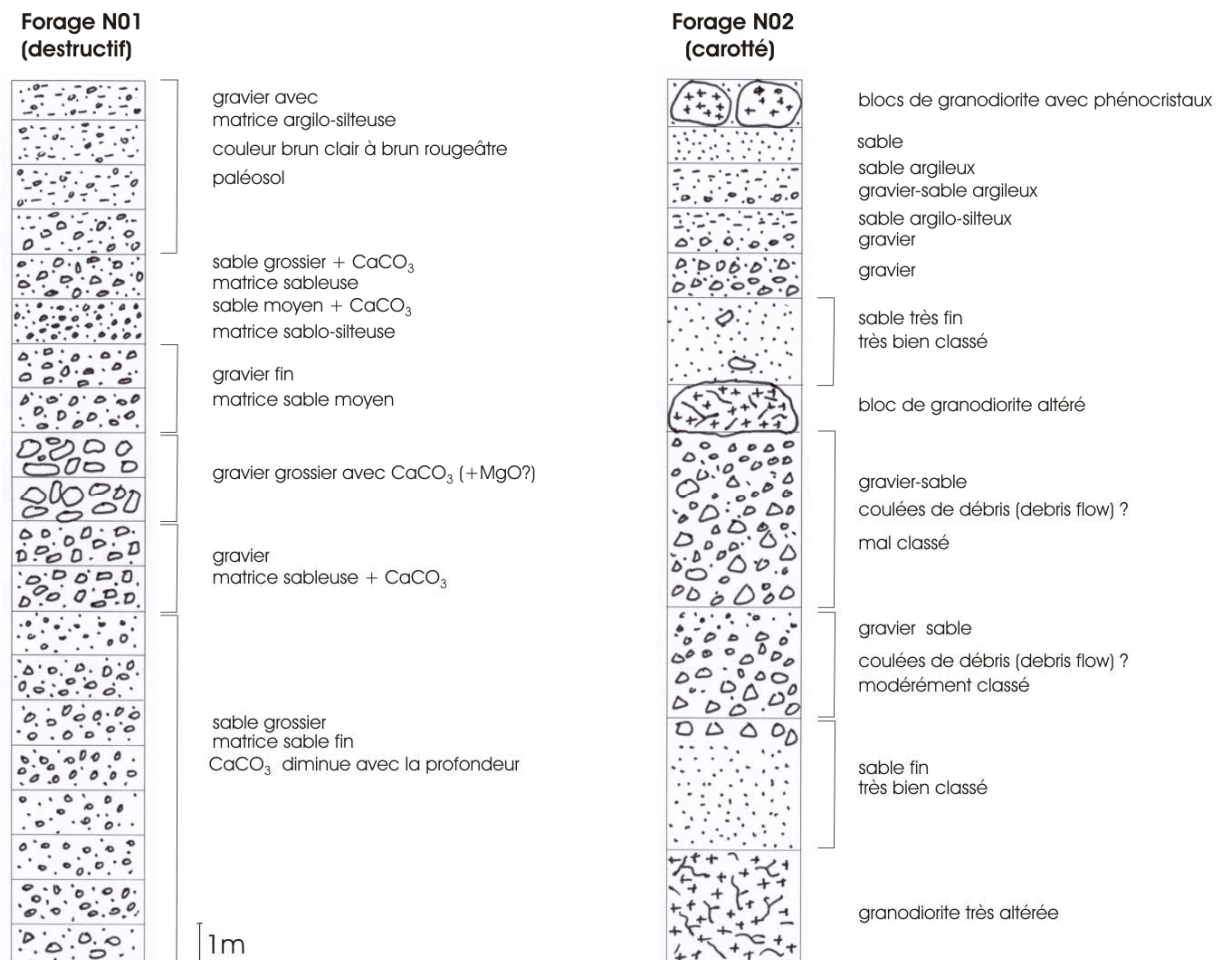 Forage N01
(destructif)
gravier avec
matrice argilo-silteuse
couleur brun clair à brun rougeâtre
paléosol
sable grossier + CaCO₃
matrice sableuse
sable moyen + CaCO₃
matrice sablo-silteuse
gravier fin
matrice sable moyen
gravier grossier avec CaCO₃ (+MgO?)
gravier
matrice sableuse + CaCO₃
sable grossier
matrice sable fin
CaCO₃ diminue avec la profondeur
1m
Forage N02
(carotté)
blocs de granodiorite avec phénocristaux
sable
sable argileux
gravier-sable argileux
sable argilo-silteux
gravier
gravier
sable très fin
très bien classé
bloc de granodiorite altéré
gravier-sable
coulées de débris (debris flow) ?
mal classé
gravier sable
coulées de débris (debris flow) ?
modérément classé
sable fin
très bien classé
granodiorite très altérée